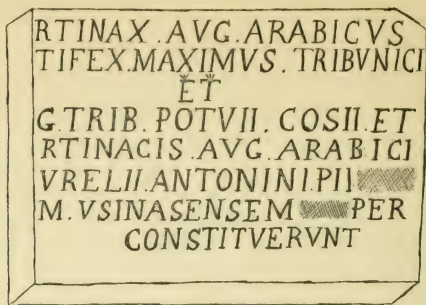 RTINAX . AVG . ARABICVS
TIFEX . MAXIMVS . TRIBVNICI
ET
G . TRIB . POTVII . COSII . ET
RTINACIS . AVG . ARABICI
VRELII . ANTONINI . PII
M . VSINASENSEM PER
CONSTITVERVNT